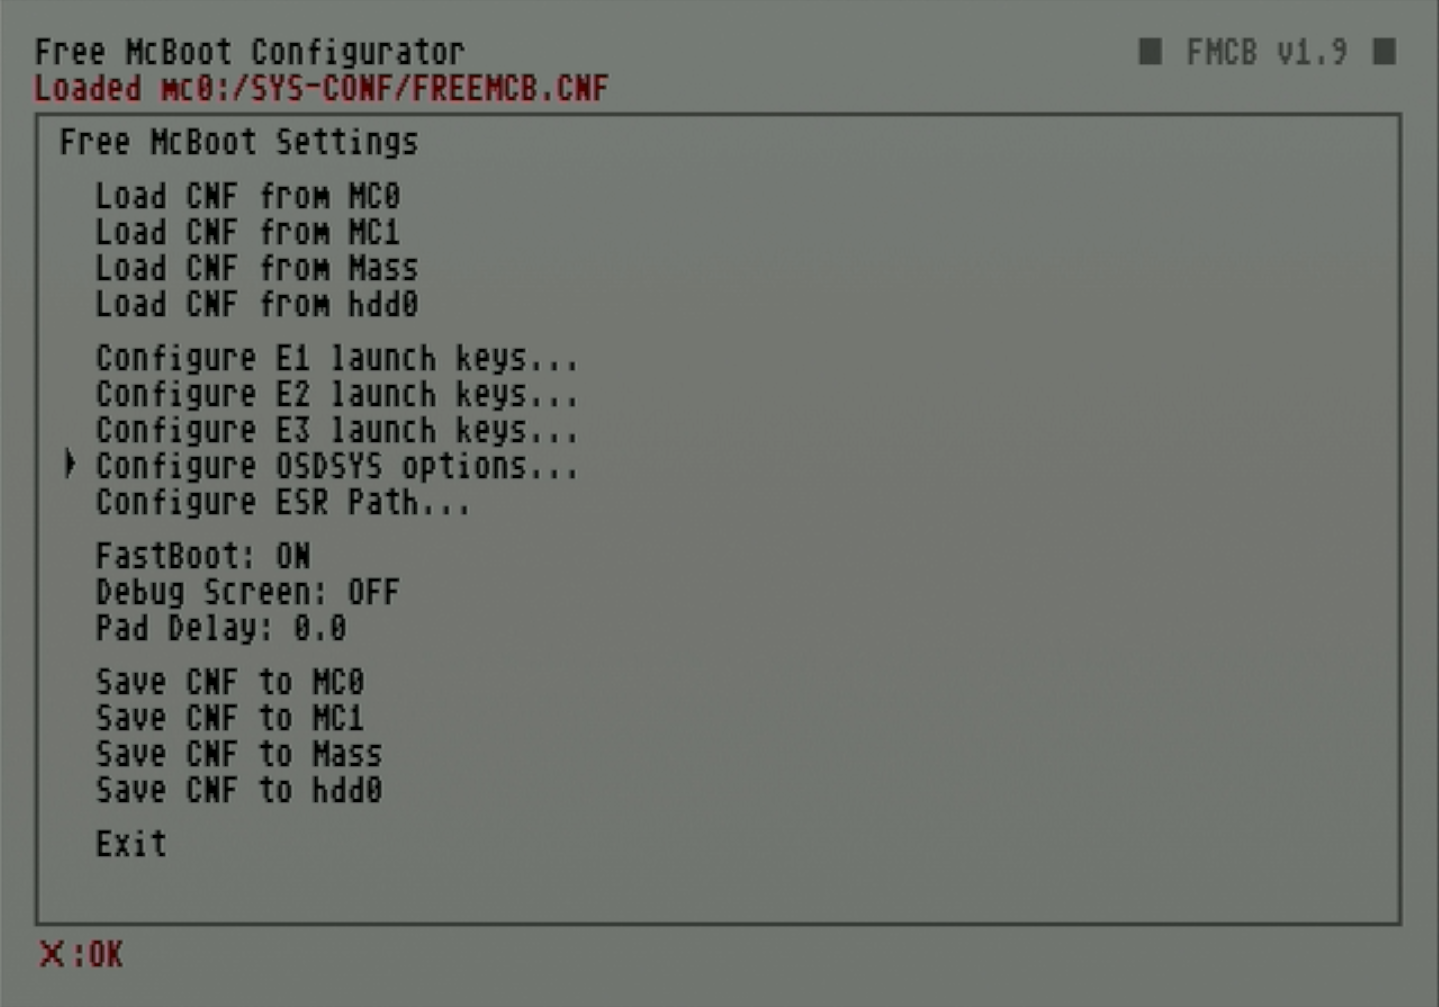 Free McBoot Configurator
■ FMCB v1.9 ■
Loaded mc0:/SYS-CONF/FREEMCB.CNF
Free McBoot Settings
Load CNF from MC0
Load CNF from MC1
Load CNF from Mass
Load CNF from hdd0
Configure E1 launch keys...
Configure E2 launch keys...
Configure E3 launch keys...
Configure OSDSYS options...
Configure ESR Path...
FastBoot: ON
Debug Screen: OFF
Pad Delay: 0.0
Save CNF to MC0
Save CNF to MC1
Save CNF to Mass
Save CNF to hdd0
Exit
X:OK